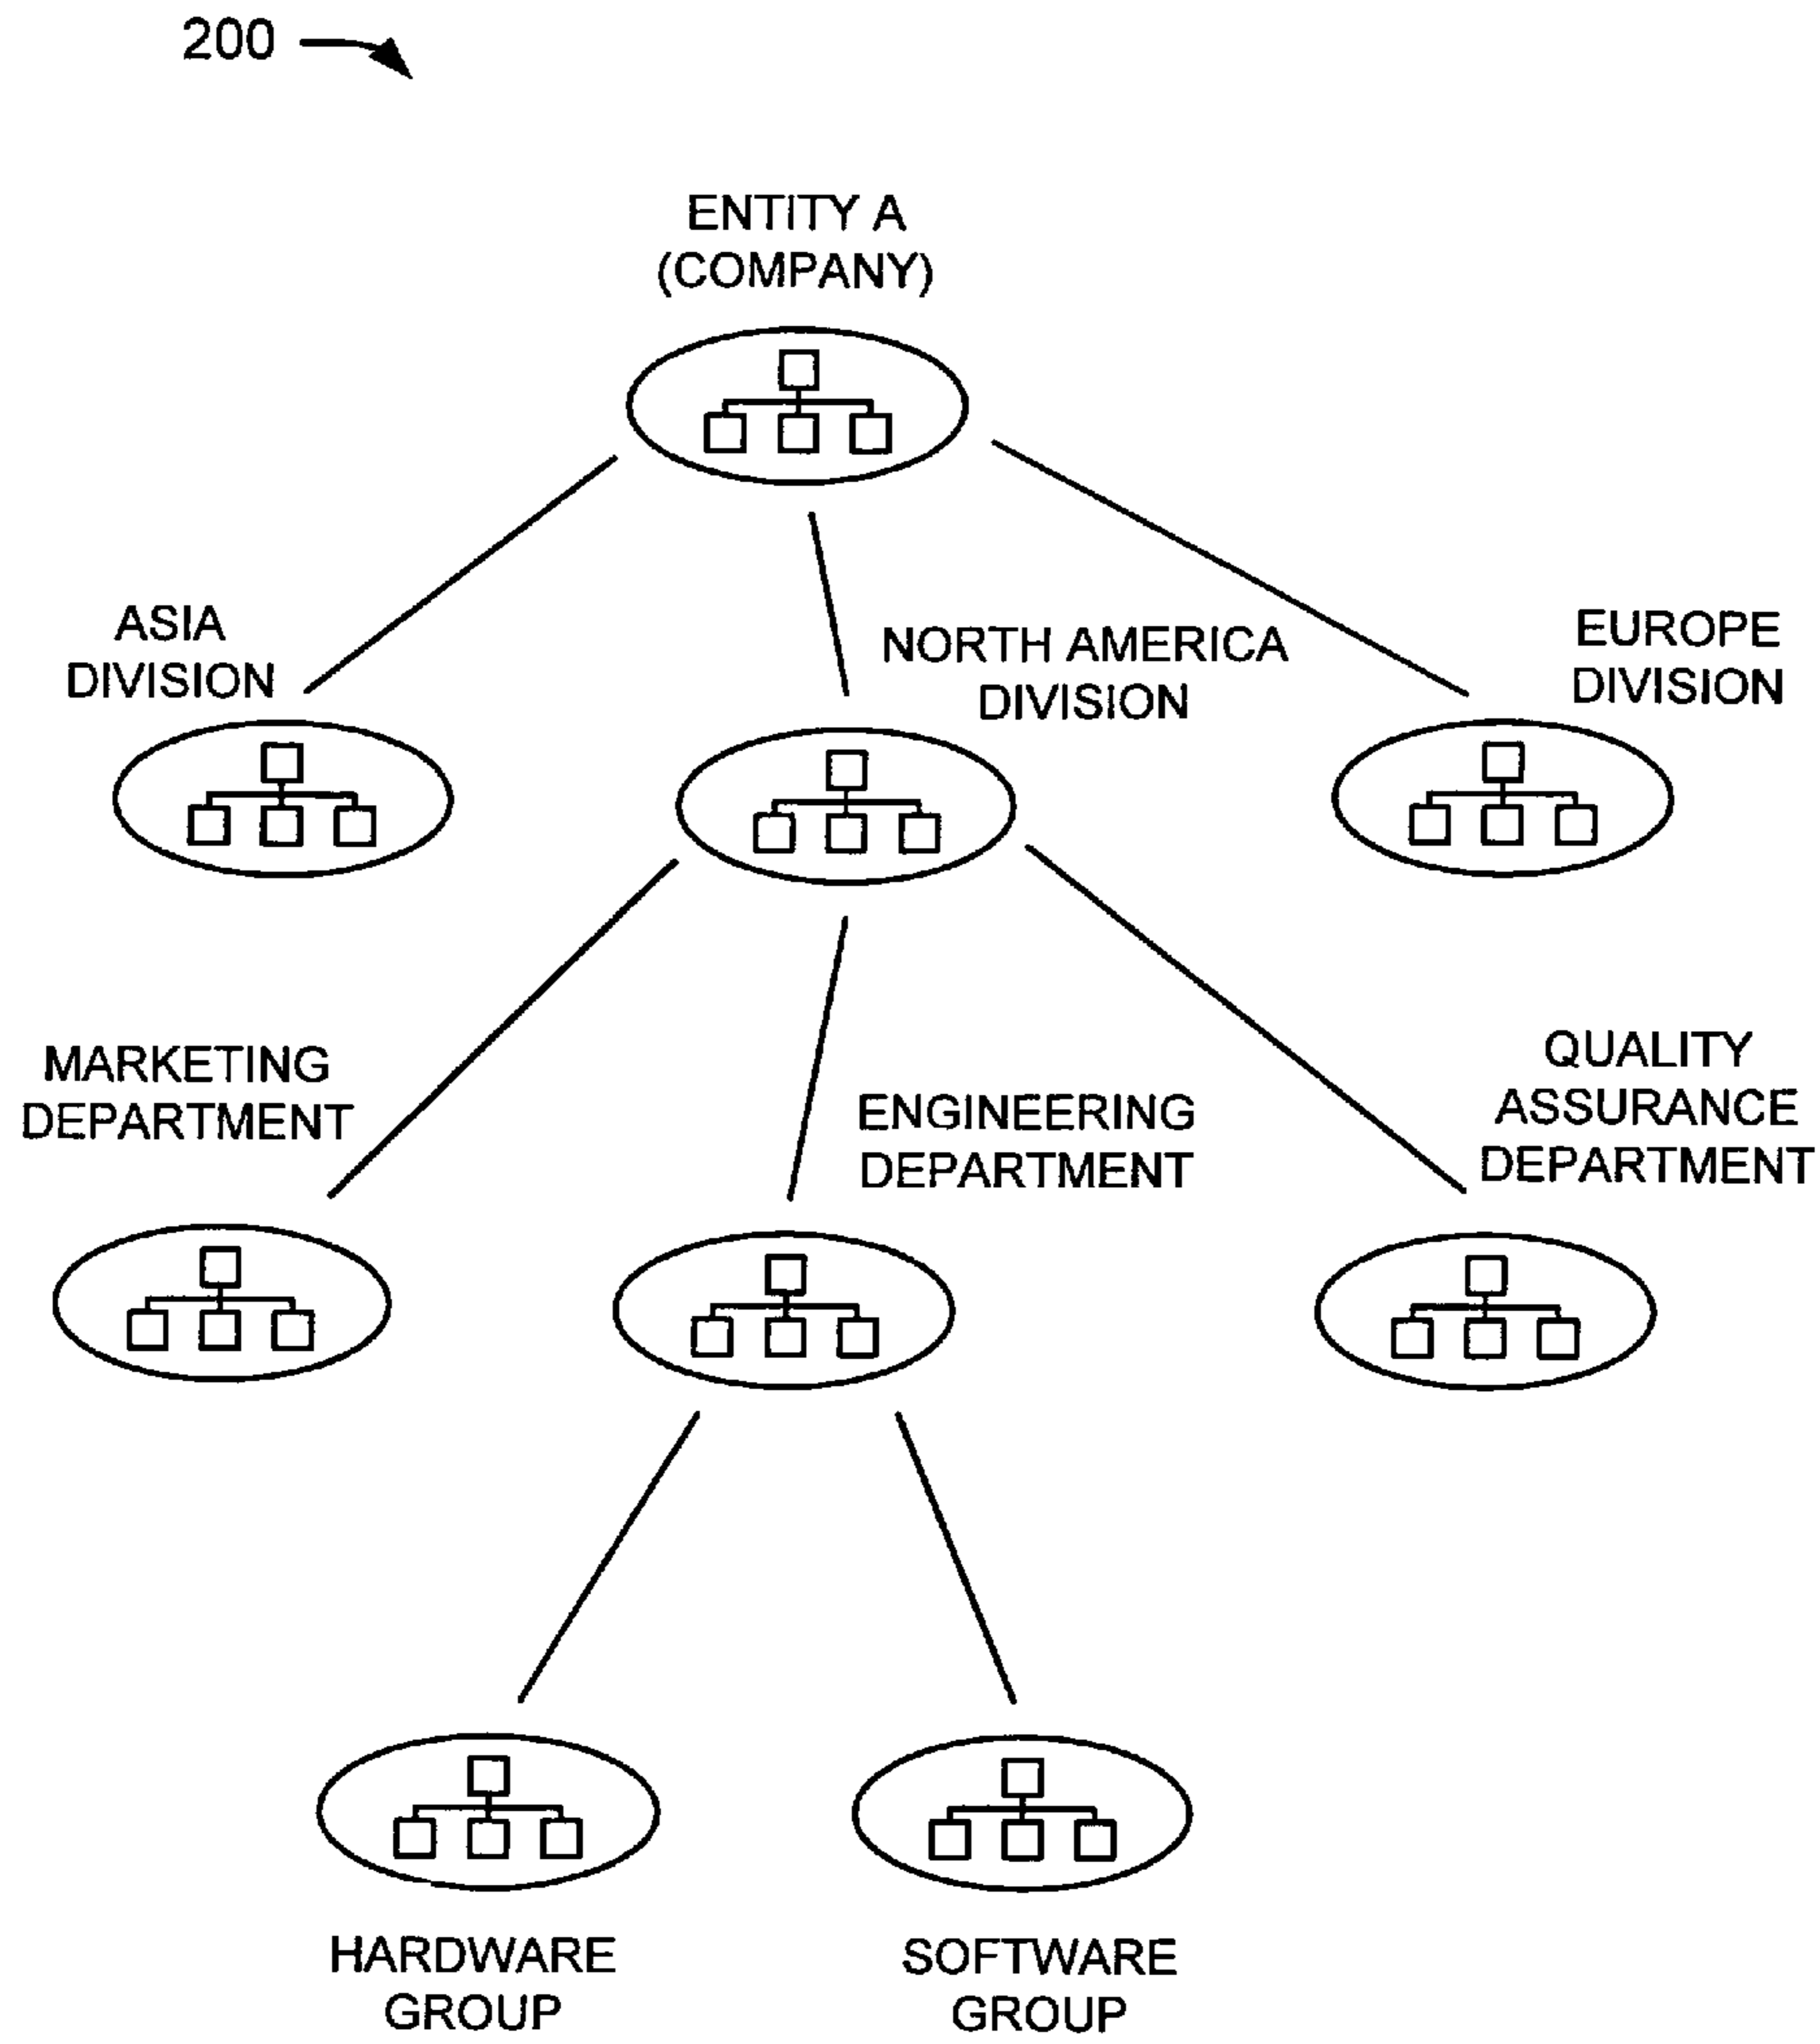 200
ENTITY A
(COMPANY)
ASIA
DIVISION
NORTH AMERICA
DIVISION
EUROPE
DIVISION
MARKETING
DEPARTMENT
ENGINEERING
DEPARTMENT
QUALITY
ASSURANCE
DEPARTMENT
HARDWARE
GROUP
SOFTWARE
GROUP